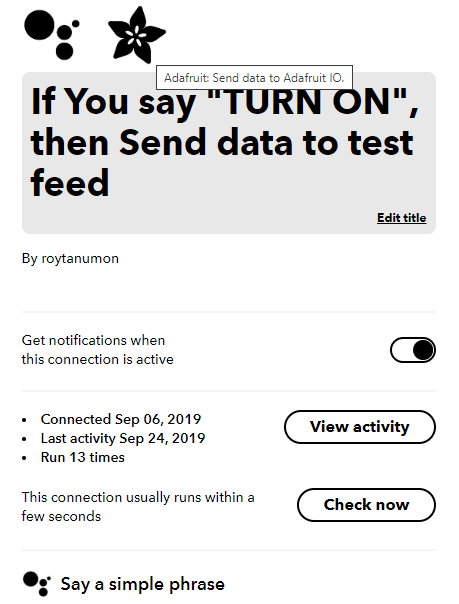 Adafruit: Send data to Adafruit IO.
If You say "TURN ON",
then Send data to test
feed
Edit title
By roytanumon
Get notifications when
this connection is active
• Connected Sep 06, 2019
• Last activity Sep 24, 2019
• Run 13 times
View activity
This connection usually runs within a
few seconds
Check now
Say a simple phrase